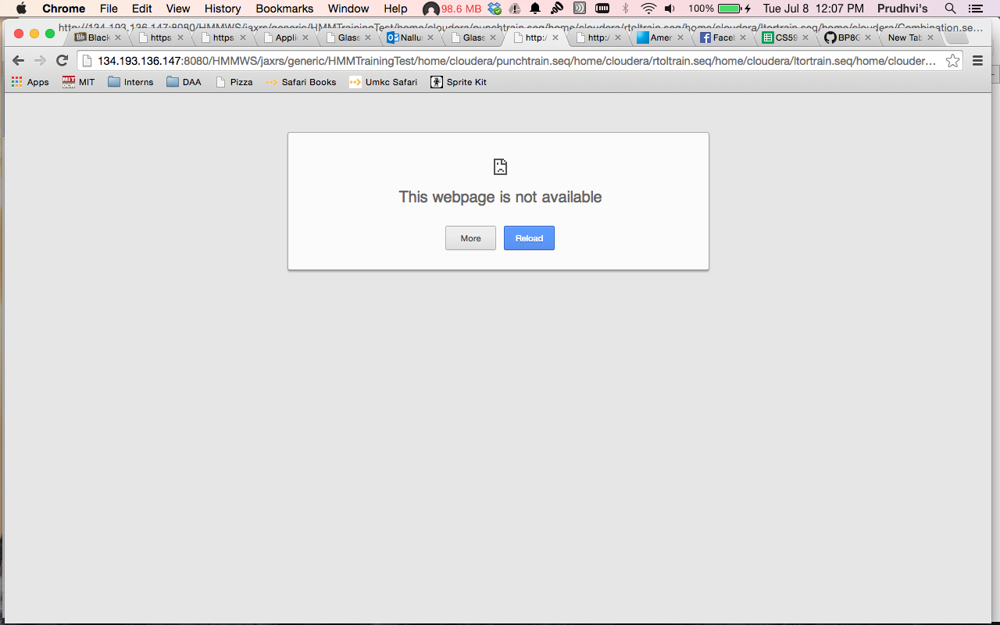 Chrome File Edit View History Bookmarks Window Help 98.6 MB 100% Tue Jul 8 12:07 PM Prudhvi's
http://134.193.136.147:8080/HMMWS/jaxrs/generic/HMMTrainingTest/home/cloudera/punchtrain.seq/home/cloudera/rtoltrain.seq/home/cloudera/ltortrain.seq/home/cloudera/Combination.se…
Bb Black https https Applic Glass Nallu Glass http:/ http:/ Amer Facel CS59 BP8G New Tab
134.193.136.147:8080/HMMWS/jaxrs/generic/HMMTrainingTest/home/cloudera/punchtrain.seq/home/cloudera/rtoltrain.seq/home/cloudera/ltortrain.seq/home/clouder...
Apps MIT OCW MIT Interns DAA Pizza Safari Books Umkc Safari Sprite Kit
This webpage is not available
More Reload